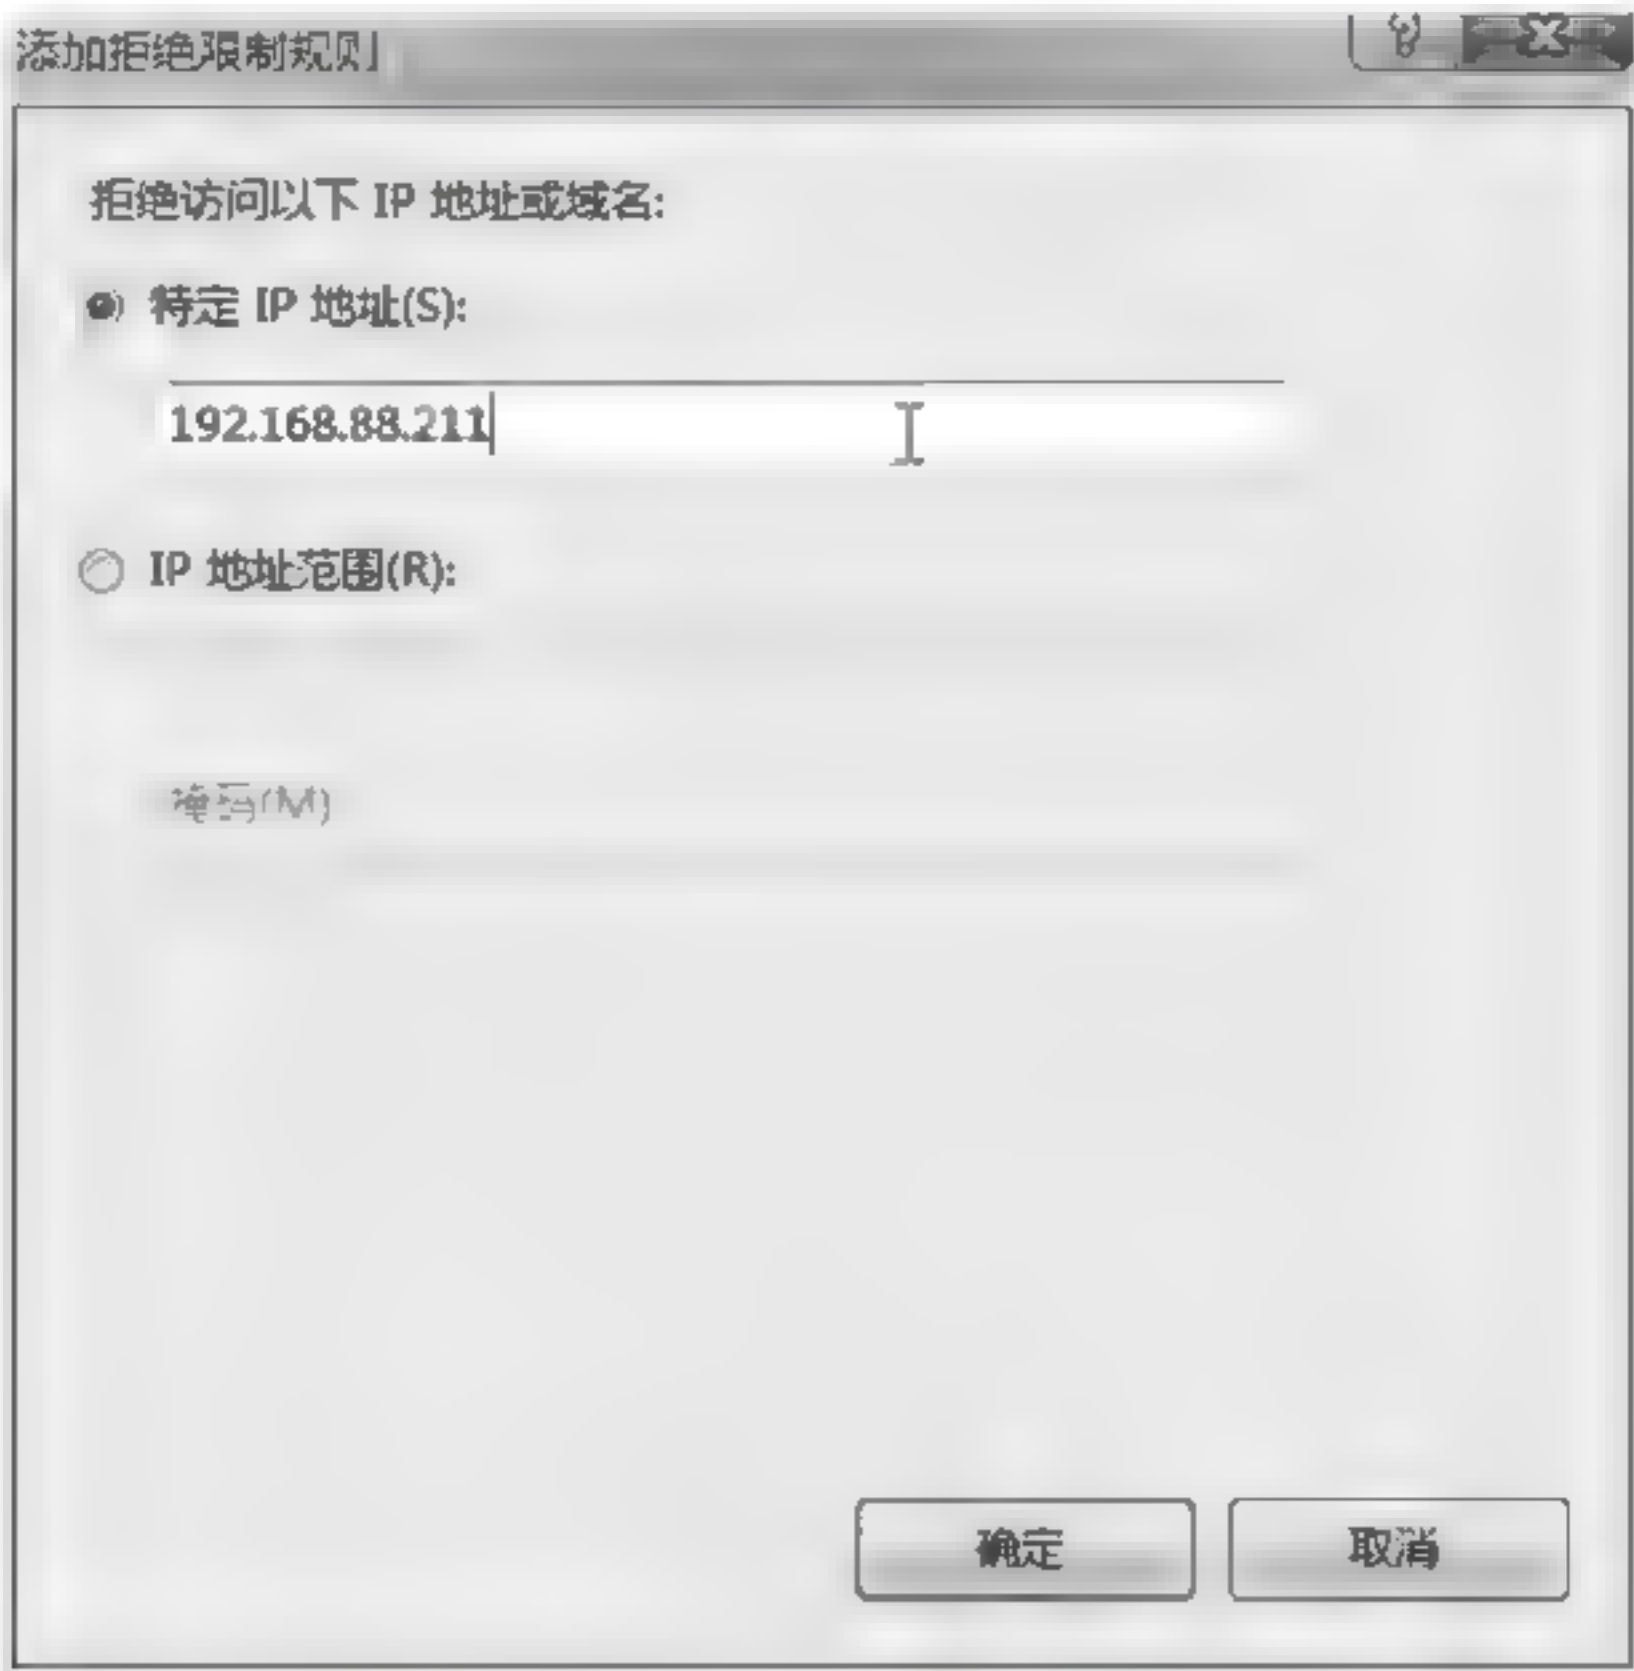 添加拒绝限制规则
拒绝访问以下 IP 地址或域名:
特定 IP 地址(S):
192.168.88.211
IP 地址范围(R):
掩码(M)
确定
取消